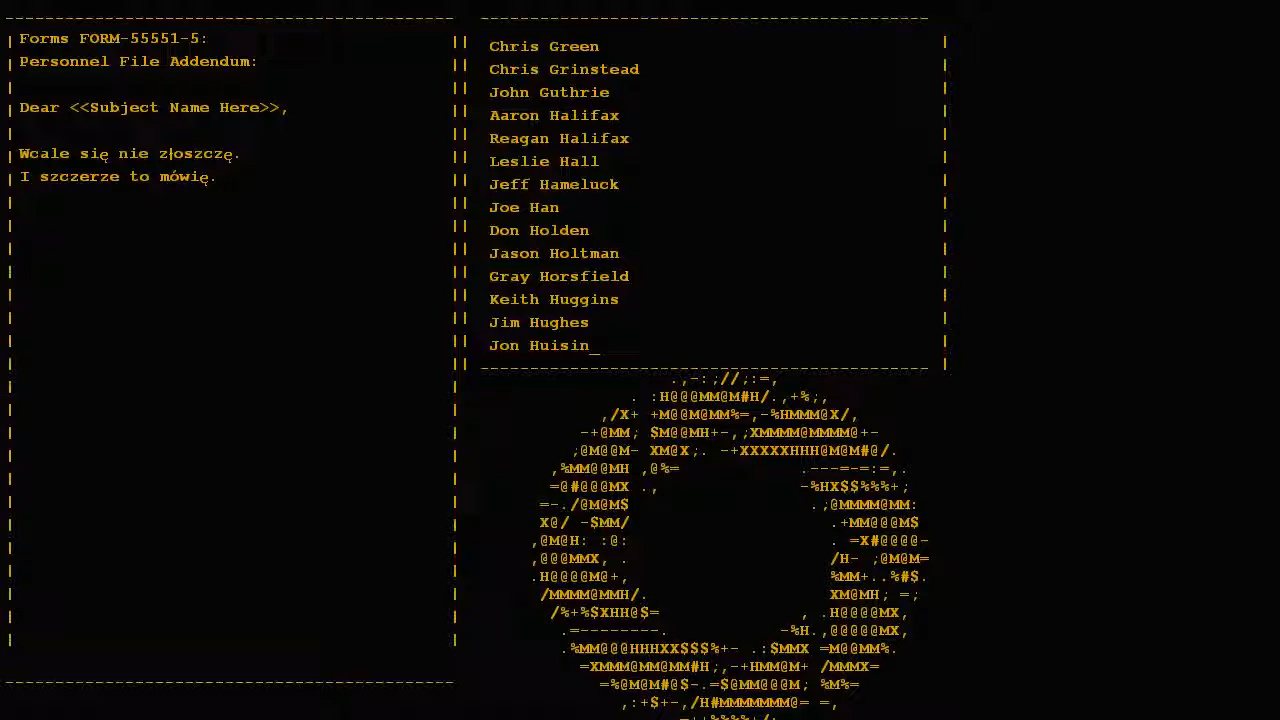 Forms FORM-55551-5:
Personnel File Addendum:
Dear <<Subject Name Here>>,
Wcale się nie złoszczę.
I szczerze to mówię.
Chris Green
Chris Grinstead
John Guthrie
Aaron Halifax
Reagan Halifax
Leslie Hall
Jeff Hameluck
Joe Han
Don Holden
Jason Holtman
Gray Horsfield
Keith Huggins
Jim Hughes
Jon Huisin_